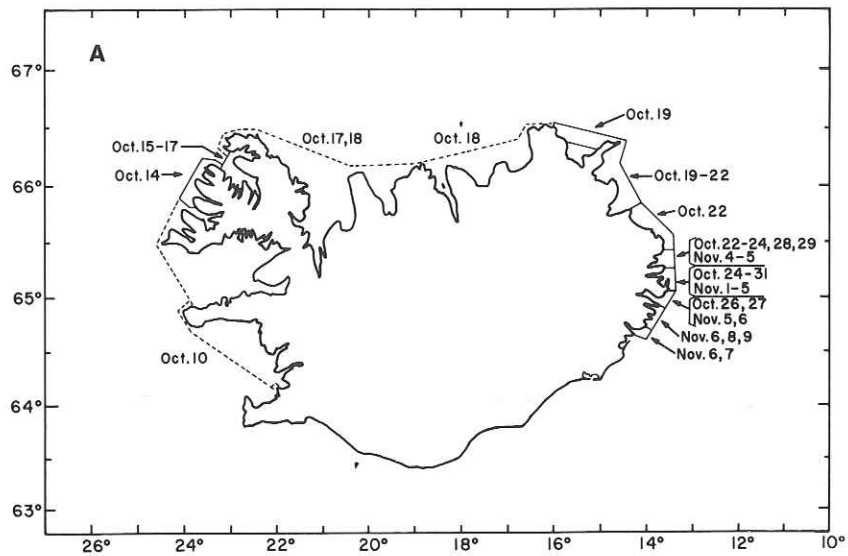 A
67°
66°
65°
64°
63°
Oct. 15-17
Oct. 14
Oct. 17, 18
Oct. 18
Oct. 19
Oct. 19-22
Oct. 22
Oct. 22-24, 28, 29
Nov. 4-5
Oct. 24-31
Nov. 1-5
Oct. 26, 27
Nov. 5, 6
Nov. 6, 8, 9
Nov. 6, 7
Oct. 10
26° 24° 22° 20° 18° 16° 14° 12° 10°